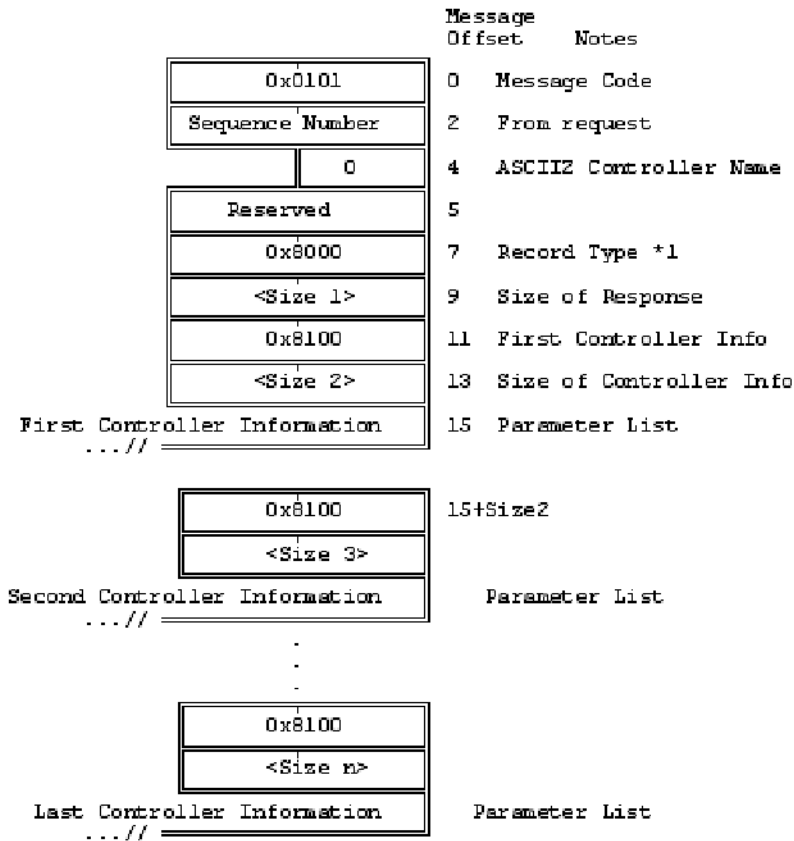 Message
Offset Notes
0x0101 0 Message Code
Sequence Number 2 From request
0 4 ASCIIZ Controller Name
Reserved 5
0x8000 7 Record Type *1
<Size 1> 9 Size of Response
0x8100 11 First Controller Info
<Size 2> 13 Size of Controller Info
First Controller Information 15 Parameter List
...//
0x8100 15+Size2
<Size 3>
Second Controller Information Parameter List
...//
.
.
.
0x8100
<Size n>
Last Controller Information Parameter List
...//